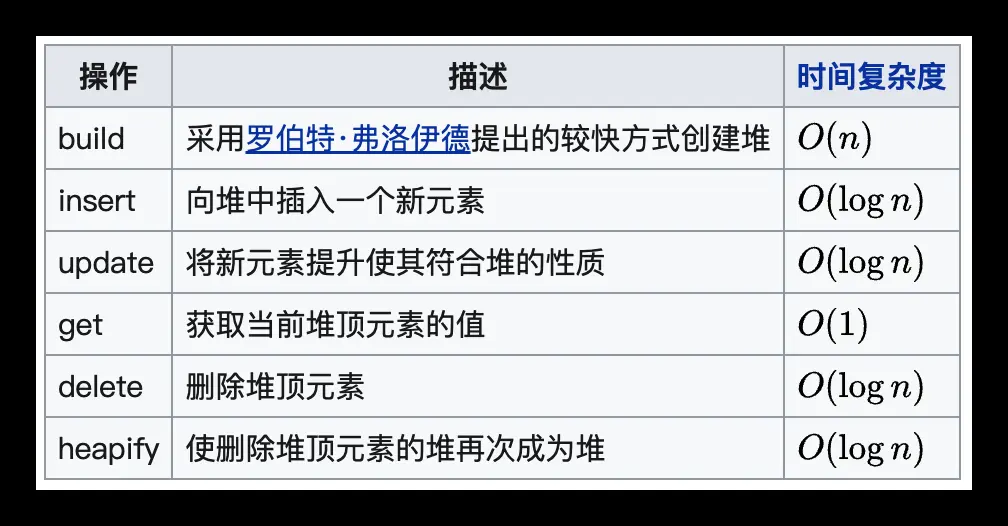 操作 描述 时间复杂度
build 采用罗伯特·弗洛伊德提出的较快方式创建堆 O(n)
insert 向堆中插入一个新元素 O(log n)
update 将新元素提升使其符合堆的性质 O(log n)
get 获取当前堆顶元素的值 O(1)
delete 删除堆顶元素 O(log n)
heapify 使删除堆顶元素的堆再次成为堆 O(log n)